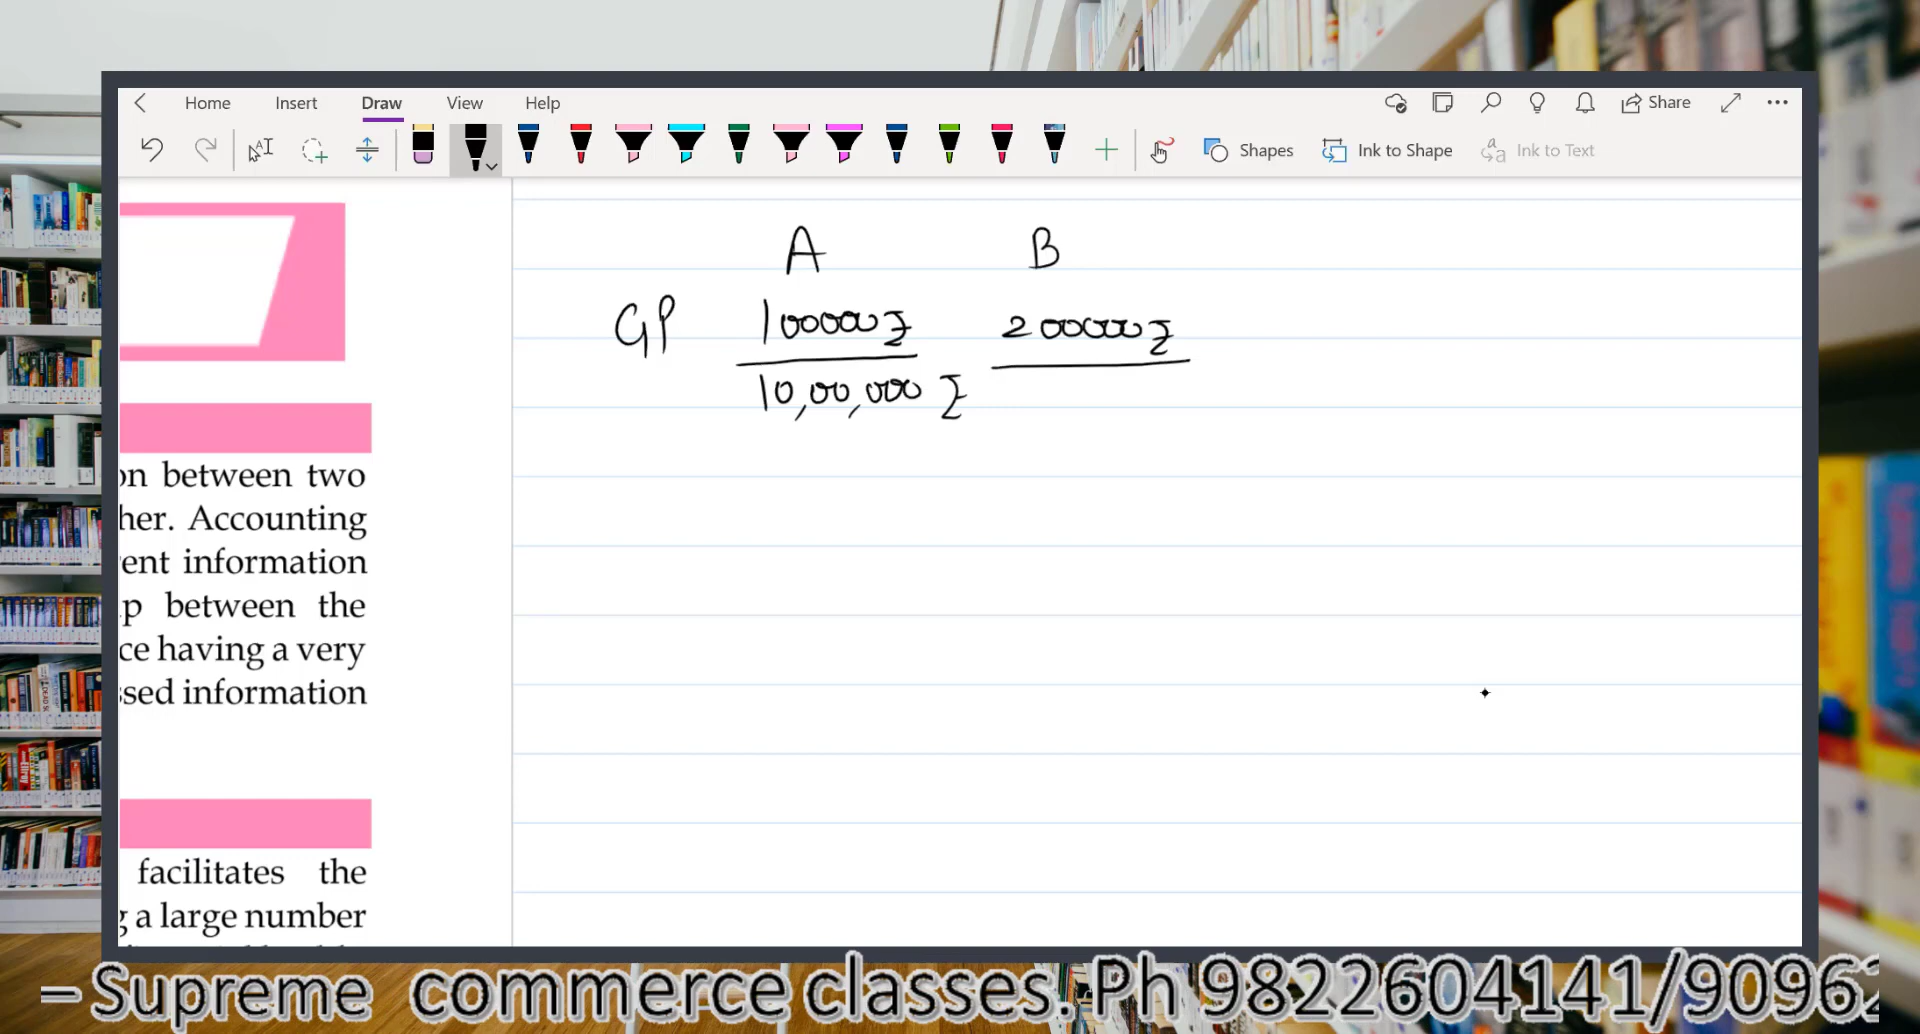 Home Insert Draw View Help Share
Shapes Ink to Shape Ink to Text
A B
GP 100000 200000
10,00,000
on between two
her. Accounting
ent information
p between the
ce having a very
ssed information
facilitates the
g a large number
– Supreme commerce classes. Ph 9822604141/90962